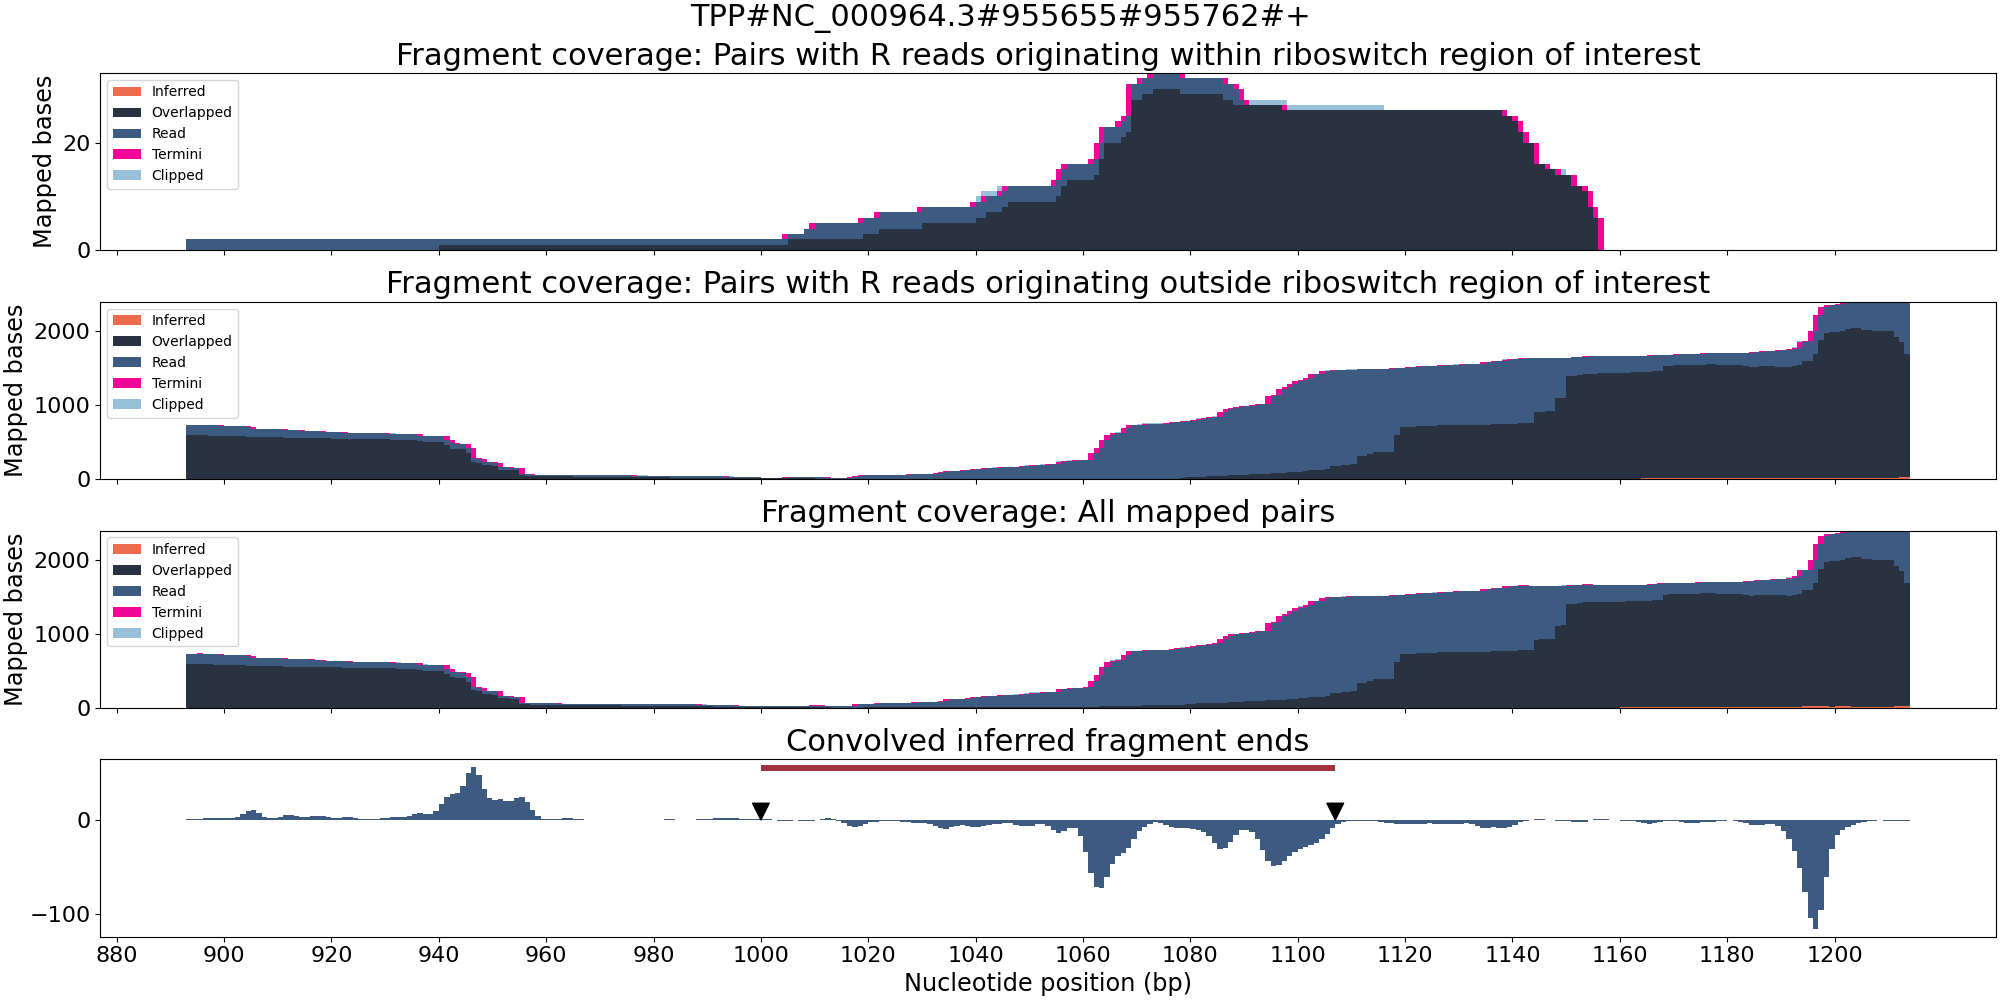 TPP#NC_000964.3#955655#955762#+
Fragment coverage: Pairs with R reads originating within riboswitch region of interest
Mapped bases
20
0
Inferred
Overlapped
Read
Termini
Clipped
Fragment coverage: Pairs with R reads originating outside riboswitch region of interest
Mapped bases
2000
1000
0
Inferred
Overlapped
Read
Termini
Clipped
Fragment coverage: All mapped pairs
Mapped bases
2000
1000
0
Inferred
Overlapped
Read
Termini
Clipped
Convolved inferred fragment ends
0
−100
880 900 920 940 960 980 1000 1020 1040 1060 1080 1100 1120 1140 1160 1180 1200
Nucleotide position (bp)